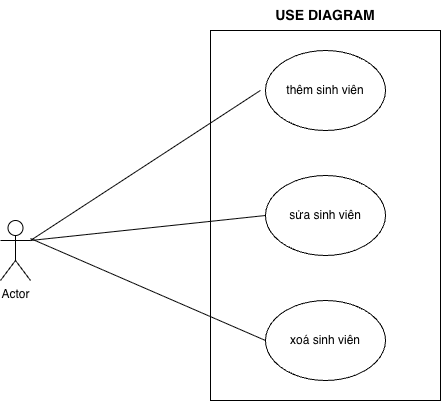 USE DIAGRAM
thêm sinh viên
sửa sinh viên
Actor
xoá sinh viên